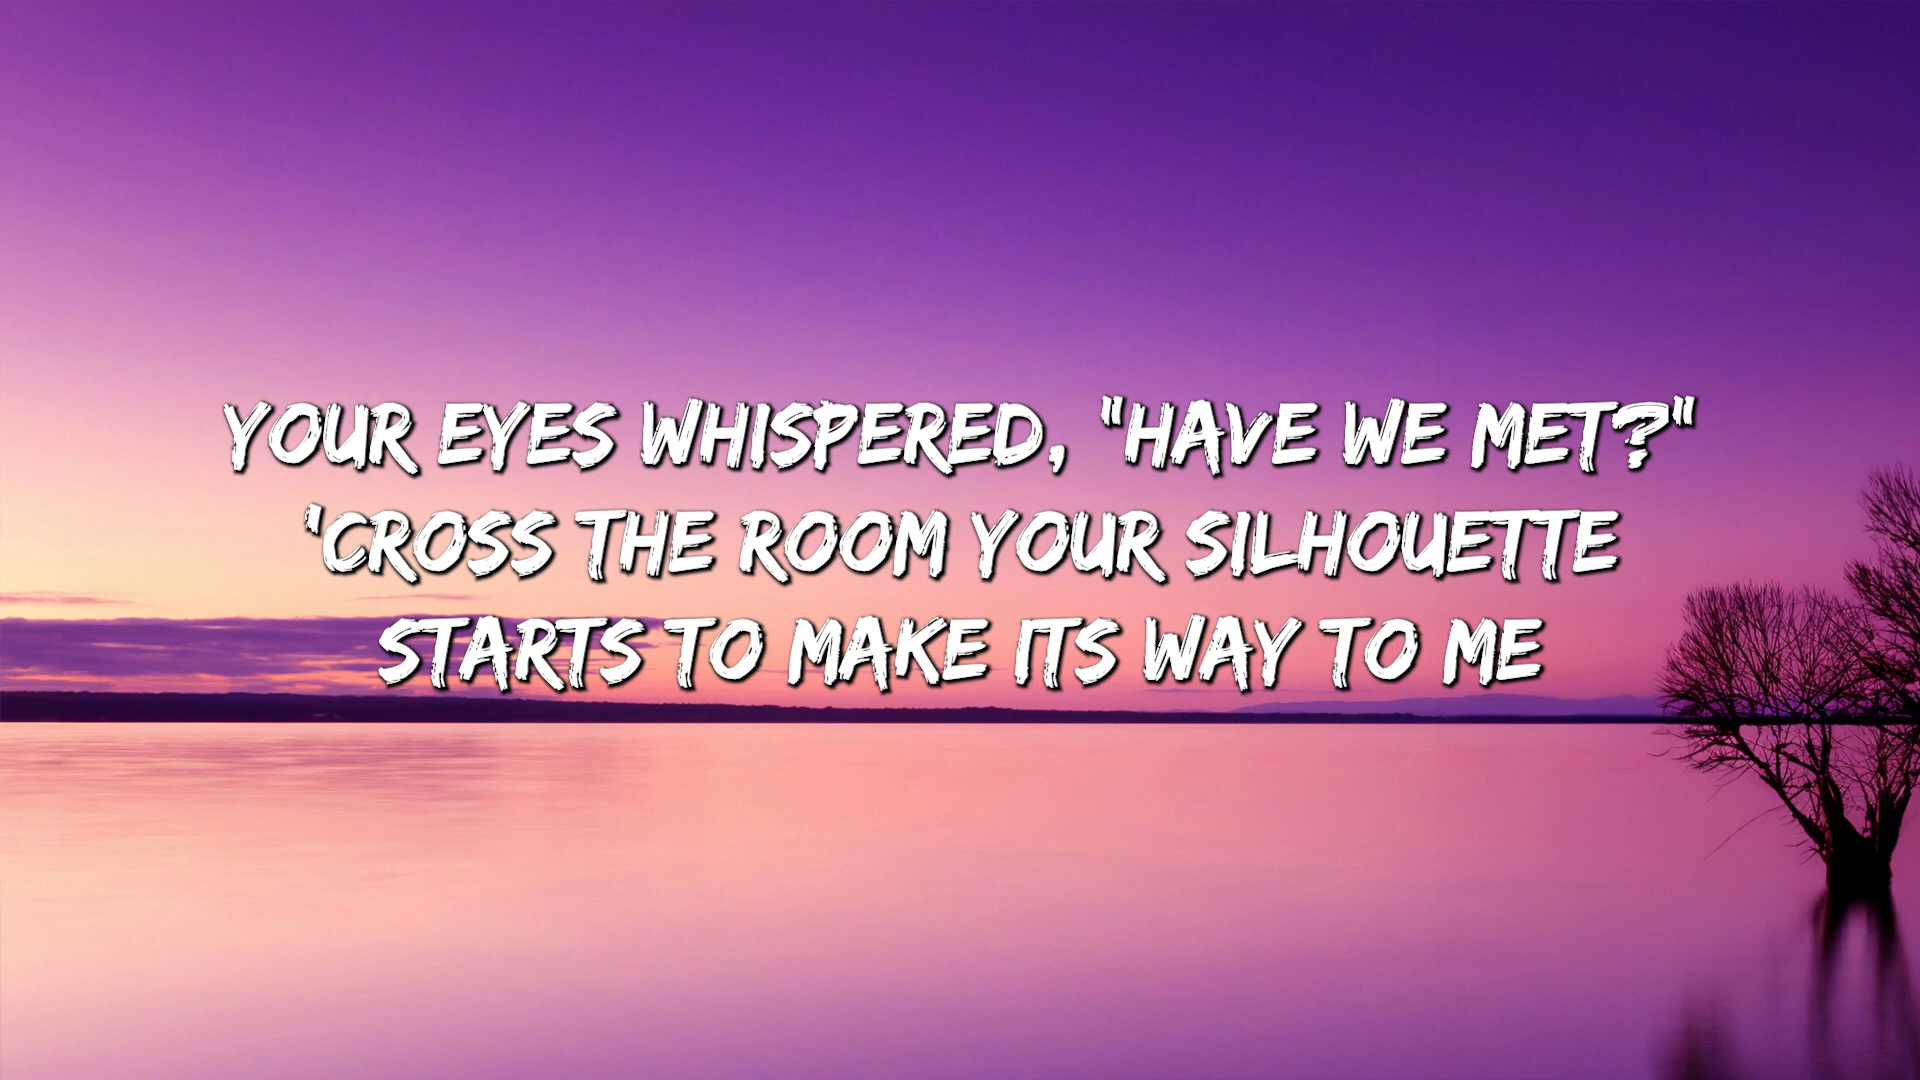 YOUR EYES WHISPERED, "HAVE WE MET?"
'CROSS THE ROOM YOUR SILHOUETTE
STARTS TO MAKE ITS WAY TO ME